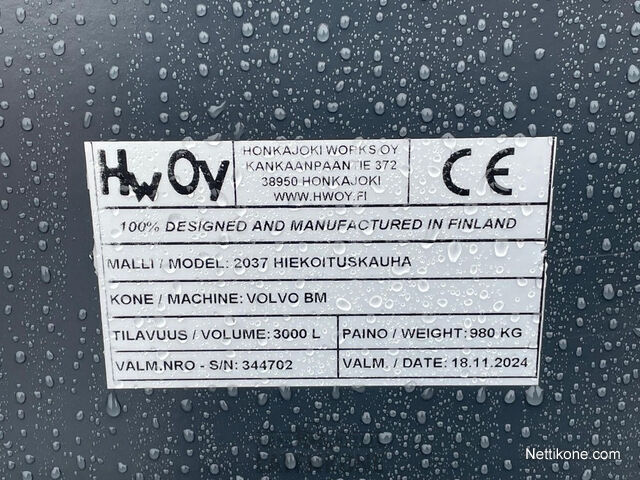 HWOY
HONKAJOKI WORKS OY
KANKAANPAANTIE 372
38950 HONKAJOKI
WWW.HWOY.FI
CE
100% DESIGNED AND MANUFACTURED IN FINLAND
MALLI / MODEL: 2037 HIEKOITUSKAUHA
KONE / MACHINE: VOLVO BM
TILAVUUS / VOLUME: 3000 L
PAINO / WEIGHT: 980 KG
VALM.NRO - S/N: 344702
VALM. / DATE: 18.11.2024
Nettikone.com